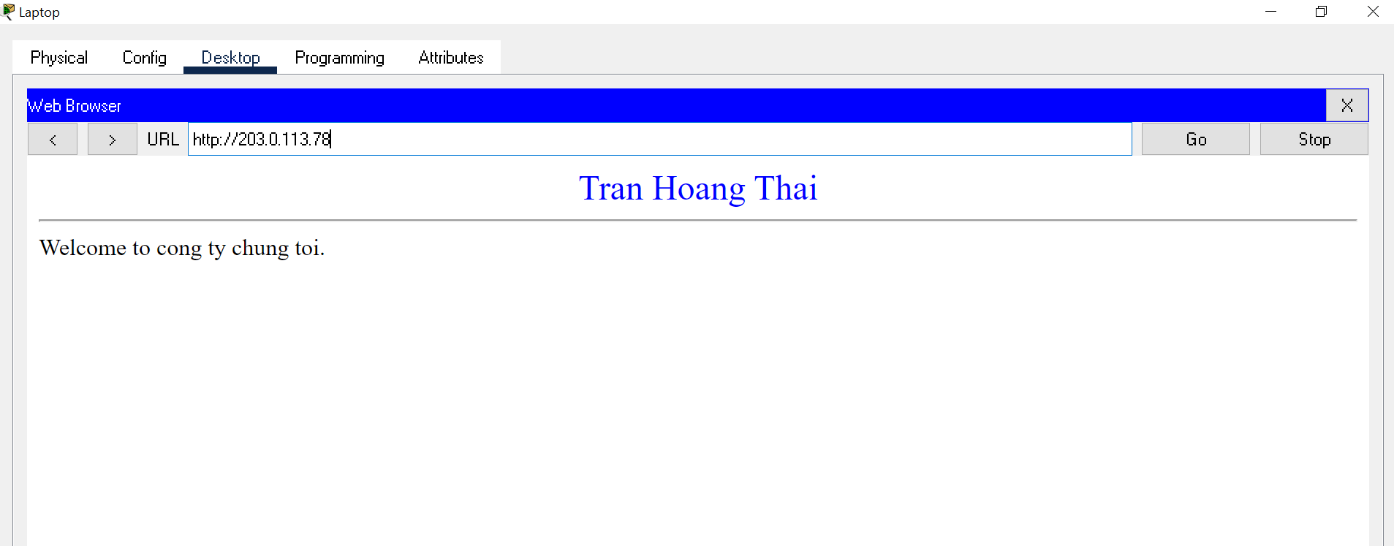 Laptop
Physical Config Desktop Programming Attributes
Web Browser X
< > URL http://203.0.113.78 Go Stop
Tran Hoang Thai
Welcome to cong ty chung toi.